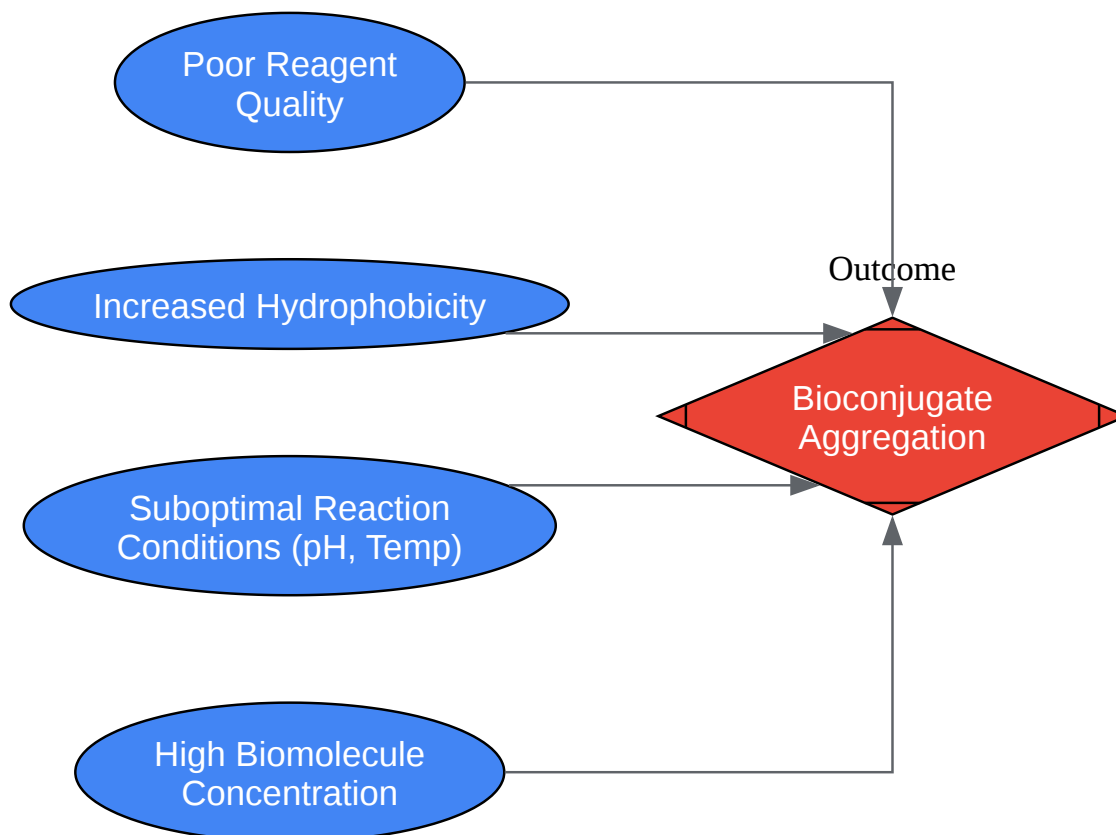 Poor Reagent
Quality
Outcome
Increased Hydrophobicity
Bioconjugate
Aggregation
Suboptimal Reaction
Conditions (pH, Temp)
High Biomolecule
Concentration